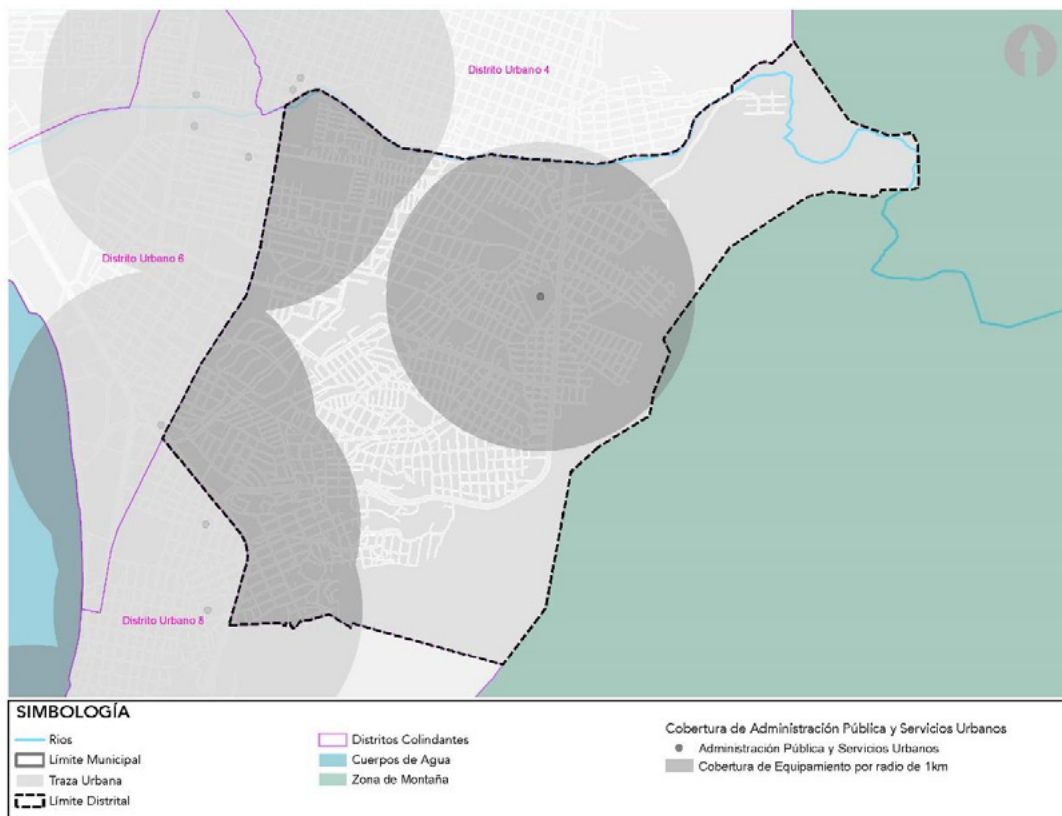 Distrito Urbano 4
Distrito Urbano 6
Distrito Urbano 8
SIMBOLOGÍA
Rios
Límite Municipal
Traza Urbana
Límite Distrital
Distritos Colindantes
Cuerpos de Agua
Zona de Montaña
Cobertura de Administración Pública y Servicios Urbanos
Administración Pública y Servicios Urbanos
Cobertura de Equipamiento por radio de 1km